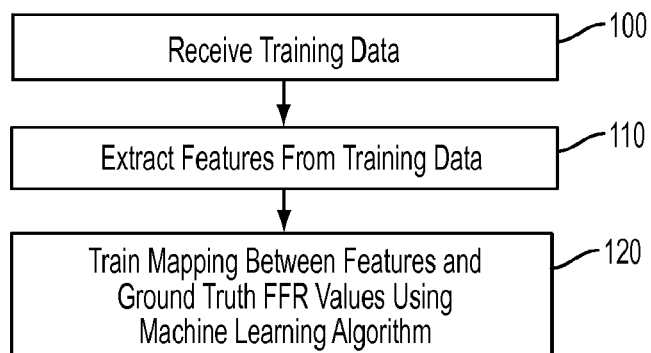 Receive Training Data
100
Extract Features From Training Data
110
Train Mapping Between Features and
Ground Truth FFR Values Using
Machine Learning Algorithm
120